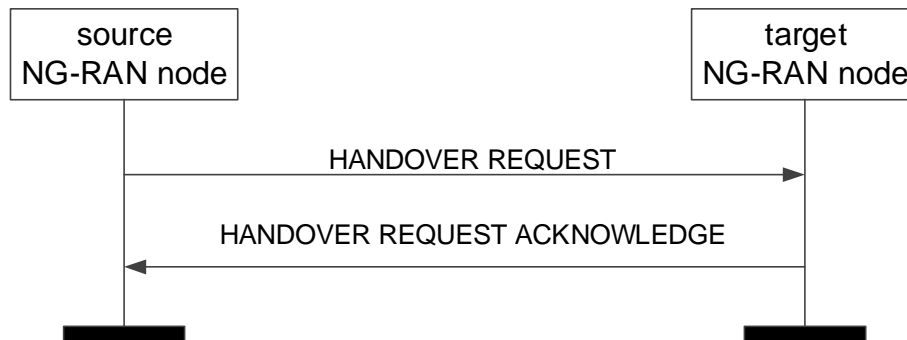 source
NG-RAN node
target
NG-RAN node
HANDOVER REQUEST
HANDOVER REQUEST ACKNOWLEDGE